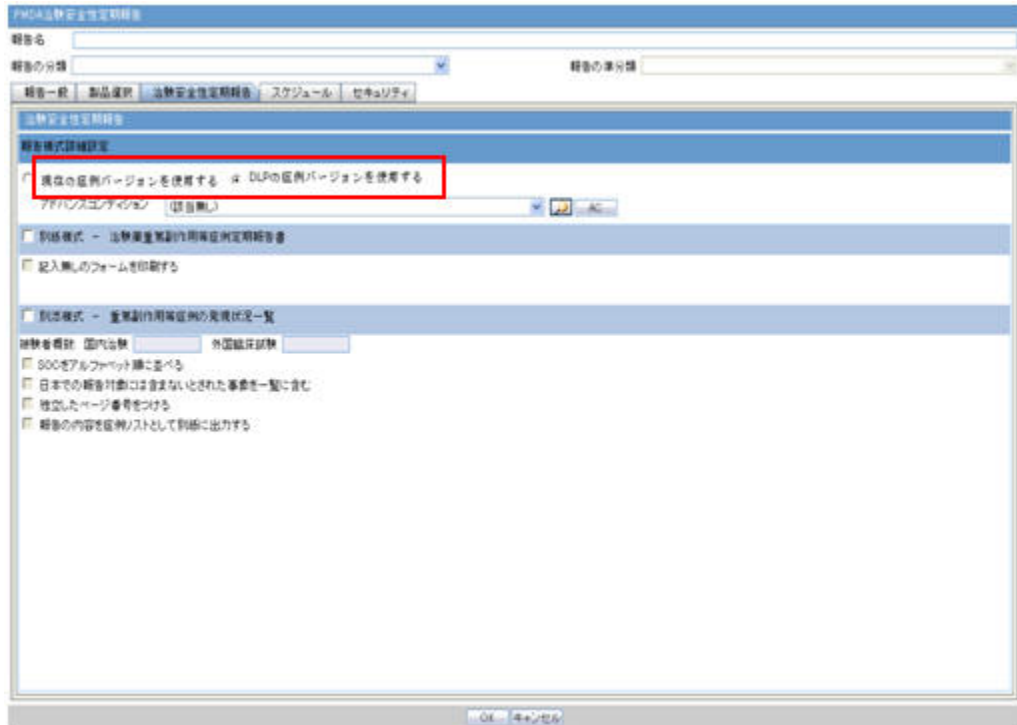 PMDA治験安全性定期報告
報告名
報告の分類 報告の準分類
報告一般 製品選択 治験安全性定期報告 スケジュール セキュリティ
治験安全性定期報告
報告様式詳細設定
現在の症例バージョンを使用する DLPの症例バージョンを使用する
アドバンスコンディション (該当無し) AC
別紙様式 - 治験薬重篤副作用等症例定期報告書
記入無しのフォームを印刷する
別添様式 - 重篤副作用等症例の発現状況一覧
被験者概計 国内治験 外国臨床試験
SOCをアルファベット順に並べる
日本での報告対象には含まないとされた事象を一覧に含む
独立したページ番号をつける
報告の内容を症例リストとして別紙に出力する
OK キャンセル